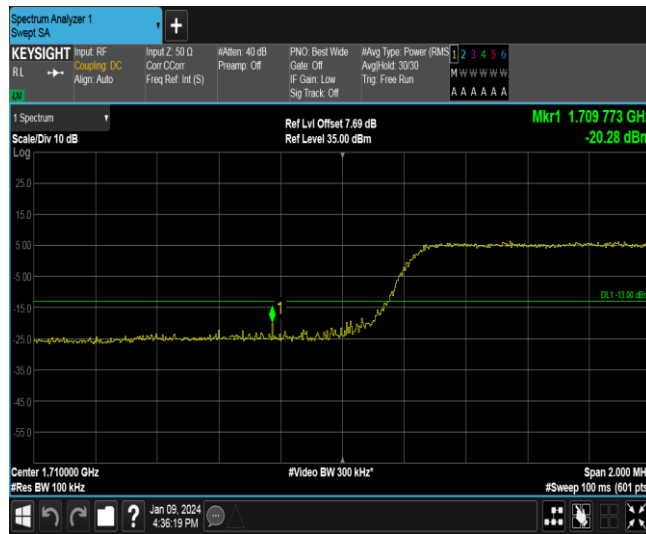 Spectrum Analyzer 1
Swept SA
KEYSIGHT
RL
Input: RF
Coupling: DC
Align: Auto
Input Z: 50 Ω
Corr CCorr
Freq Ref: Int (S)
#Atten: 40 dB
Preamp: Off
PNO: Best Wide
Gate: Off
IF Gain: Low
Sig Track: Off
#Avg Type: Power (RMS
Avg|Hold: 30/30
Trig: Free Run
1 2 3 4 5 6
M W W W W W
A A A A A A
1 Spectrum
Scale/Div 10 dB
Log
Ref Lvl Offset 7.69 dB
Ref Level 35.00 dBm
Mkr1 1.709 773 GHz
-20.28 dBm
25.0
15.0
5.00
-5.00
-15.0
-25.0
-35.0
-45.0
-55.0
1
DL1 -13.00 dBm
Center 1.710000 GHz
#Res BW 100 kHz
#Video BW 300 kHz*
Span 2.000 MH
#Sweep 100 ms (601 pts
?
Jan 09, 2024
4:36:19 PM